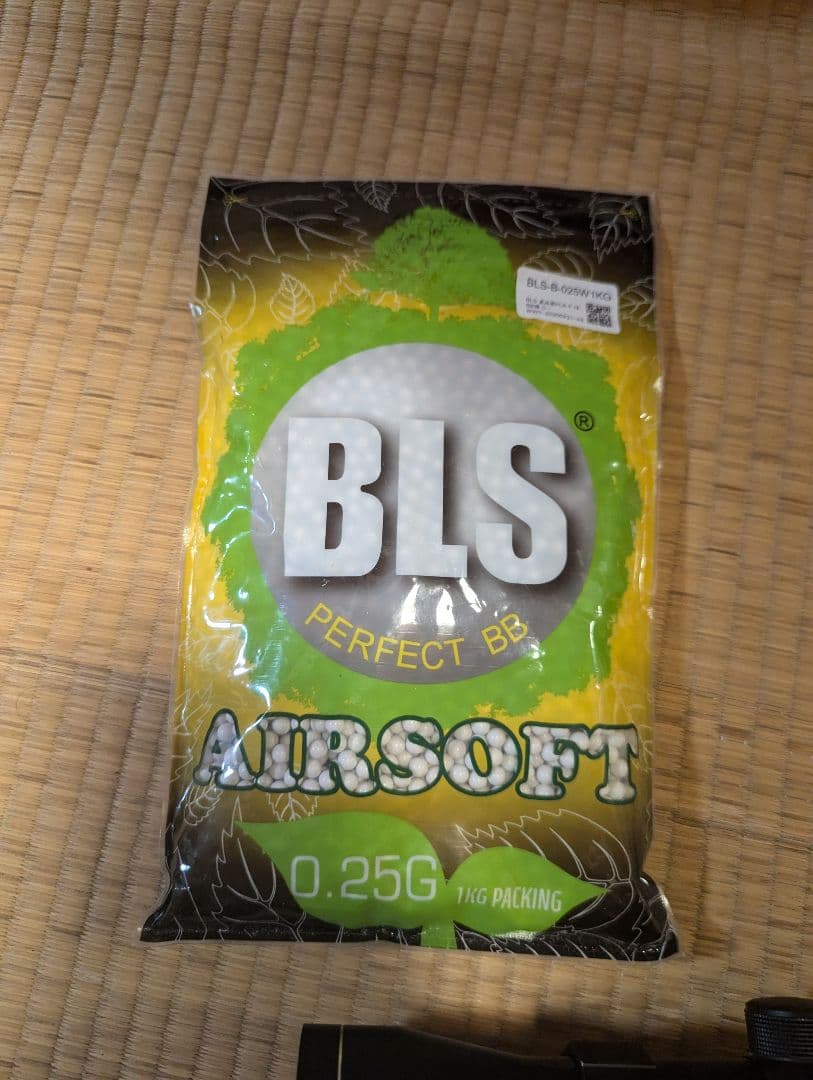 BLS-B-025W1KG
BLS
®
PERFECT BB
AIRSOFT
0.25G
1KG PACKING